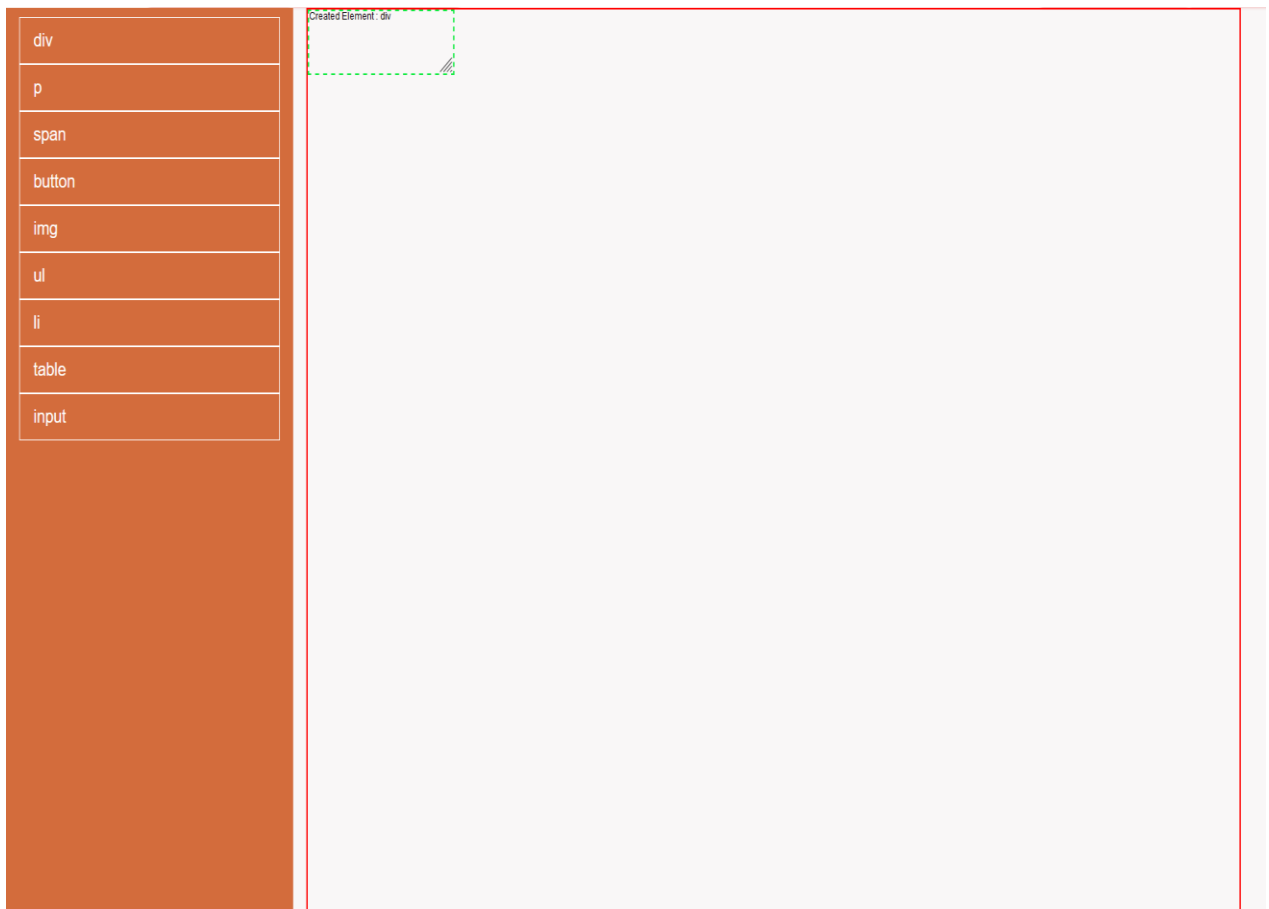 div
p
span
button
img
ul
li
table
input
Created Element : div